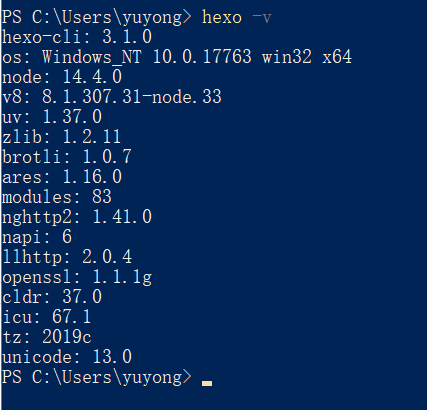 PS C:\Users\yuyong> hexo -v
hexo-cli: 3.1.0
os: Windows_NT 10.0.17763 win32 x64
node: 14.4.0
v8: 8.1.307.31-node.33
uv: 1.37.0
zlib: 1.2.11
brotli: 1.0.7
ares: 1.16.0
modules: 83
nghttp2: 1.41.0
napi: 6
llhttp: 2.0.4
openssl: 1.1.1g
cldr: 37.0
icu: 67.1
tz: 2019c
unicode: 13.0
PS C:\Users\yuyong>